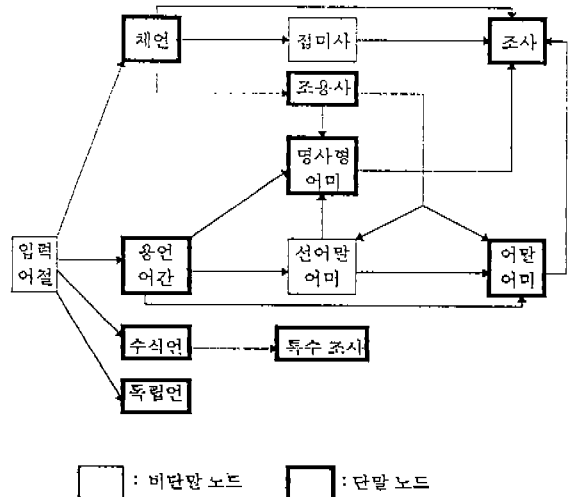 체언
접미사
조사
조용사
명사형
어미
입력
어절
용언
어간
선어말
어미
어말
어미
수식언
특수 조사
독립언
: 비단말 노드
: 단말 노드